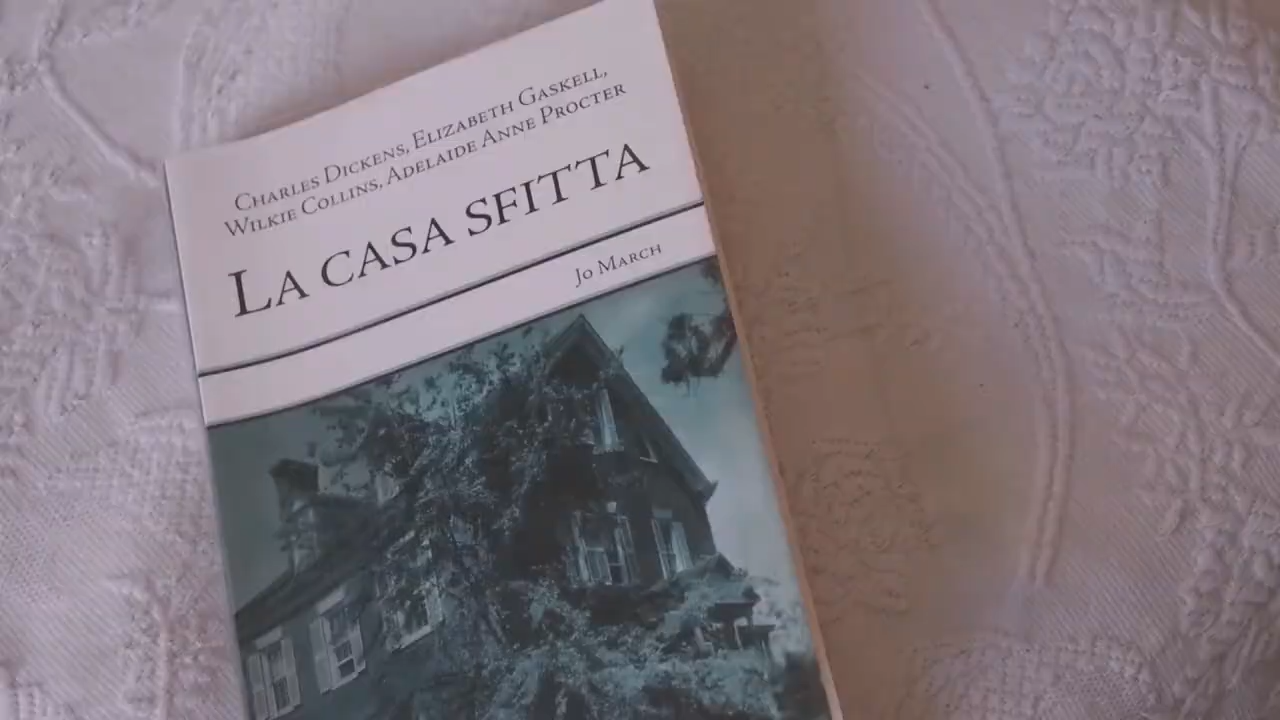 Charles Dickens, Elizabeth Gaskell,
Wilkie Collins, Adelaide Anne Procter
La casa sfitta
Jo March